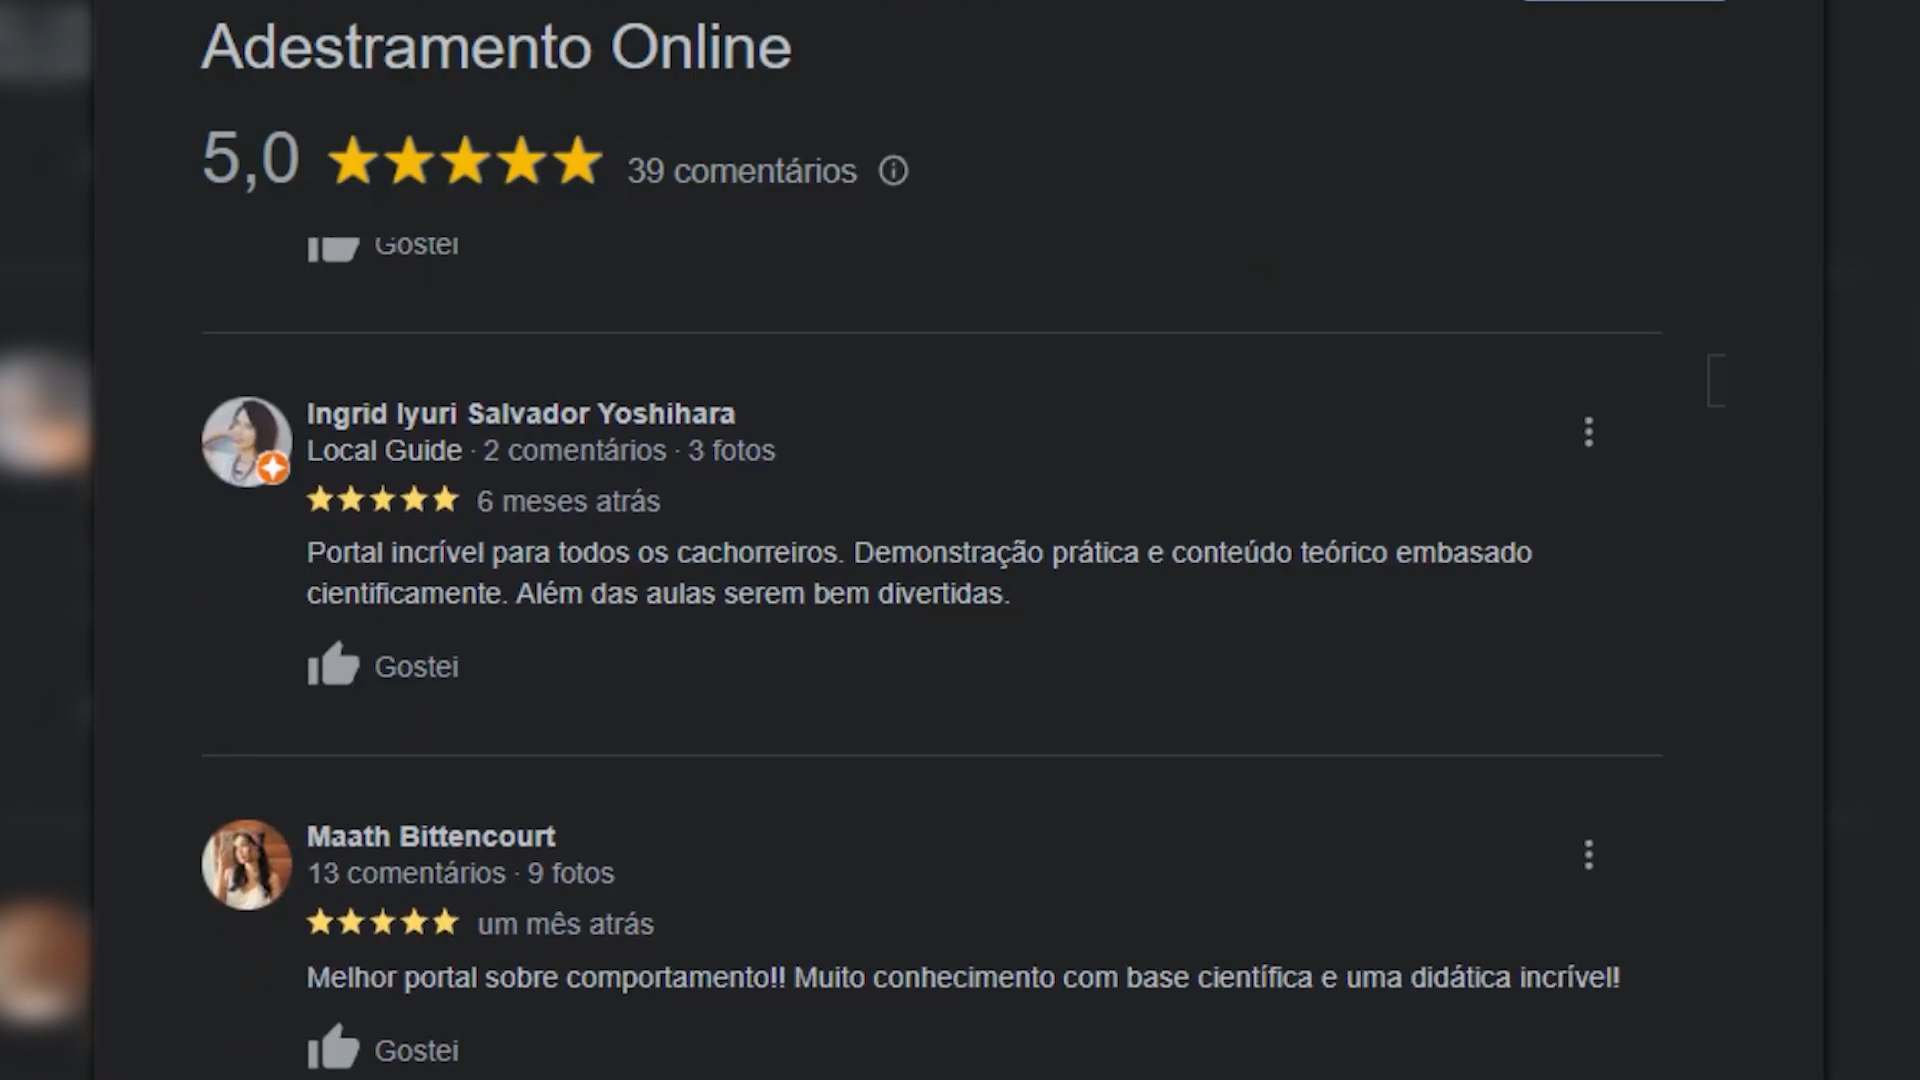 Adestramento Online
5,0 39 comentários
Gostei
Ingrid Iyuri Salvador Yoshihara
Local Guide · 2 comentários · 3 fotos
6 meses atrás
Portal incrível para todos os cachorreiros. Demonstração prática e conteúdo teórico embasado
cientificamente. Além das aulas serem bem divertidas.
Gostei
Maath Bittencourt
13 comentários · 9 fotos
um mês atrás
Melhor portal sobre comportamento!! Muito conhecimento com base científica e uma didática incrível!
Gostei